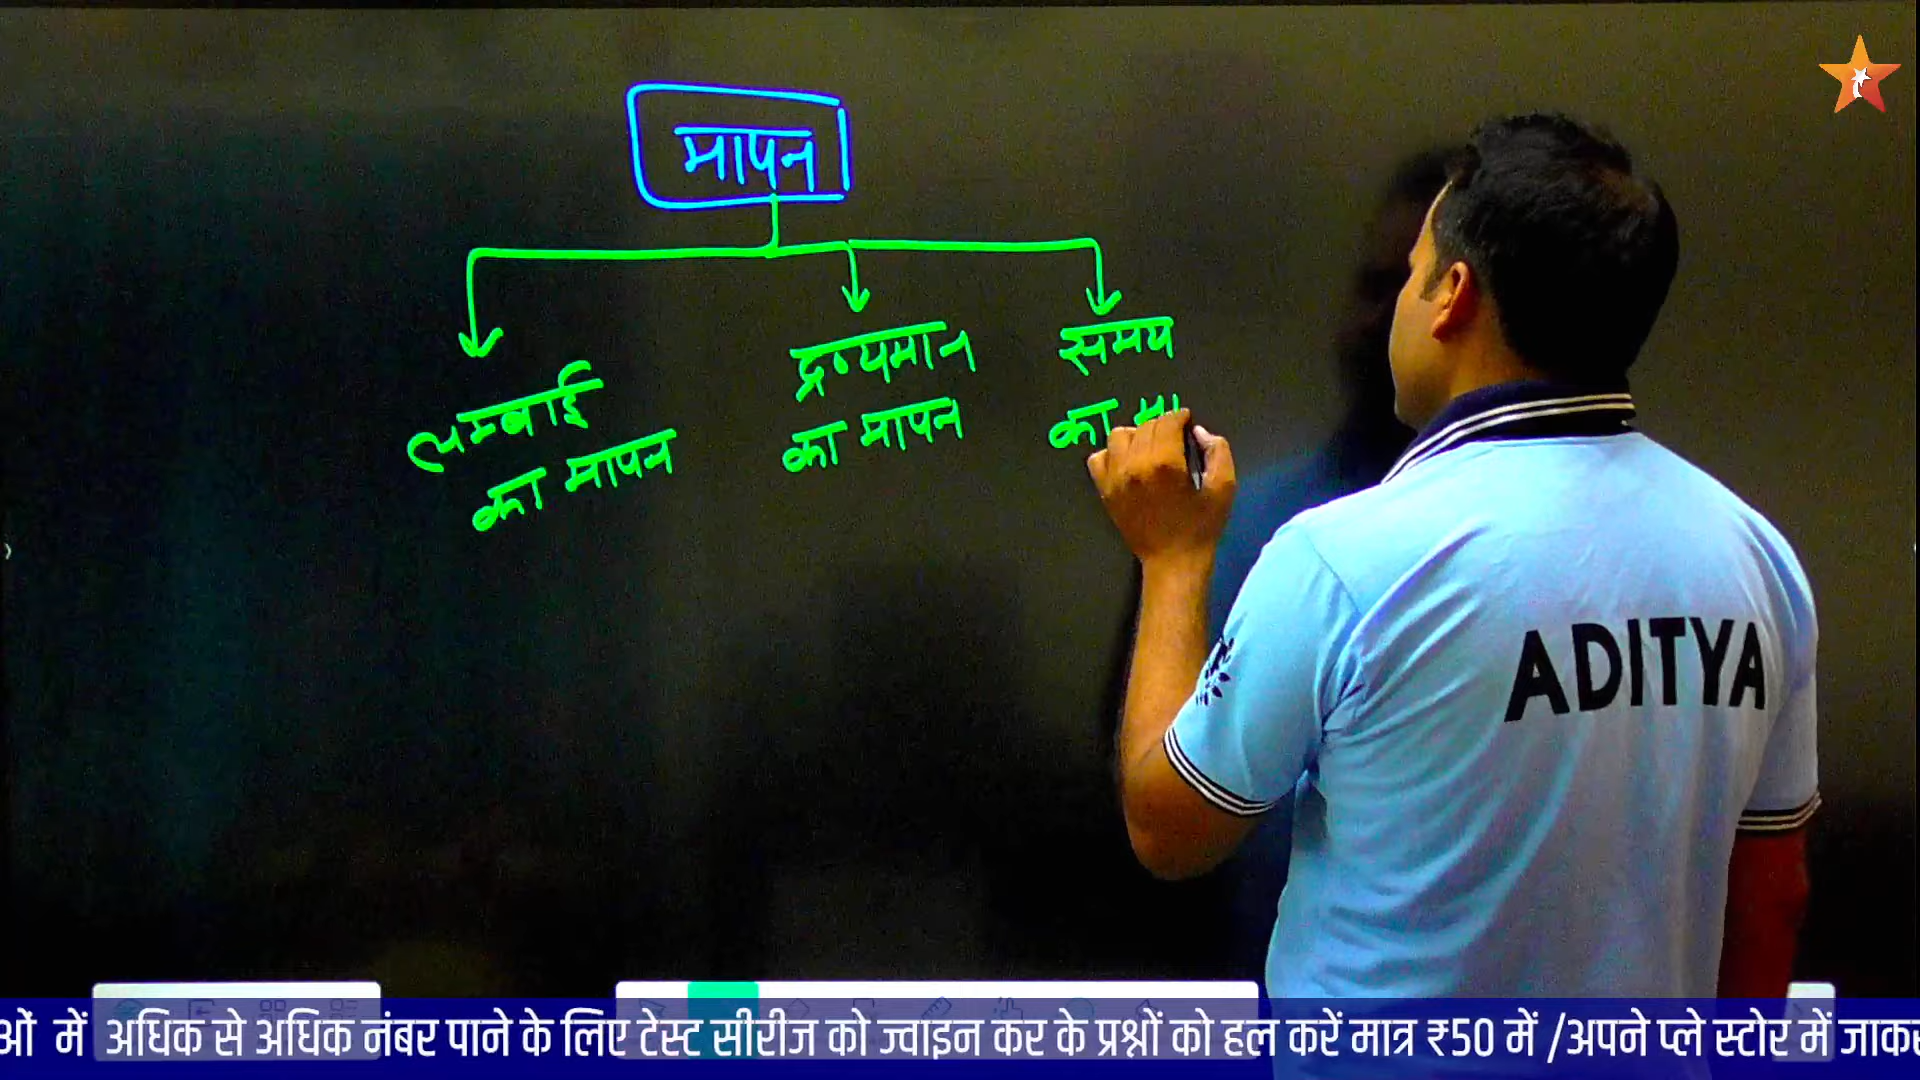 मापन
लम्बाई
का मापन
द्रव्यमान
का मापन
समय
का मा
ADITYA
ओं में अधिक से अधिक नंबर पाने के लिए टेस्ट सीरीज को ज्वाइन कर के प्रश्नों को हल करें मात्र ₹50 में /अपने प्ले स्टोर में जाकर